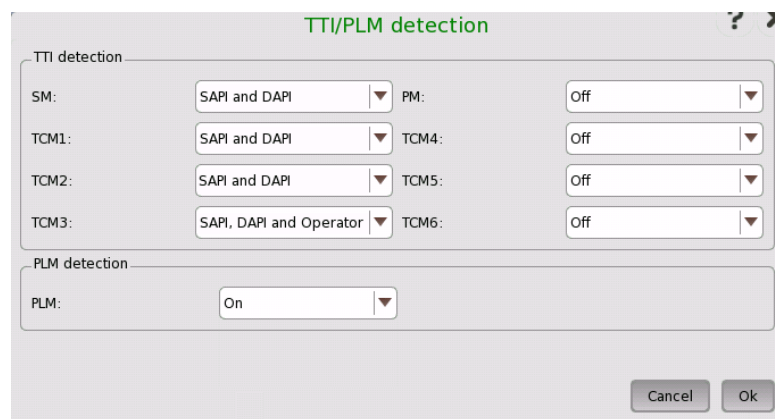 TTI/PLM detection ?
TTI detection
SM: SAPI and DAPI PM: Off
TCM1: SAPI and DAPI TCM4: Off
TCM2: SAPI and DAPI TCM5: Off
TCM3: SAPI, DAPI and Operator TCM6: Off
PLM detection
PLM: On
Cancel Ok